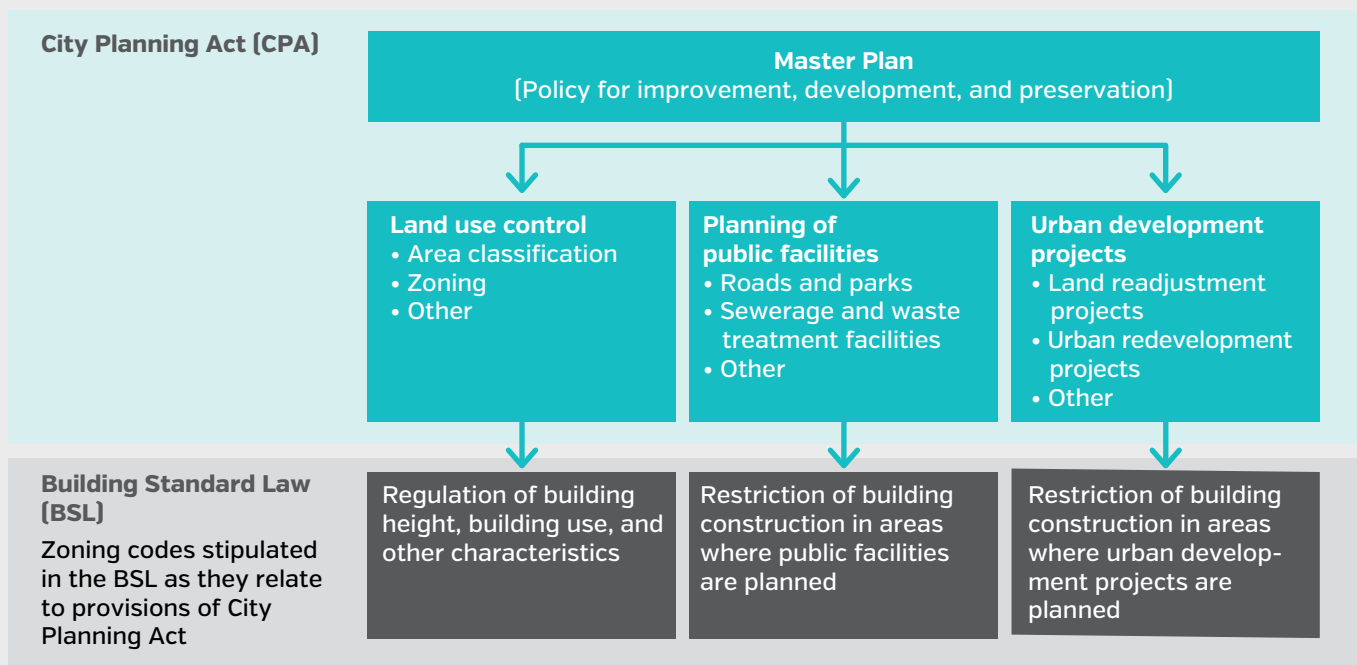 City Planning Act (CPA)
Master Plan
(Policy for improvement, development, and preservation)
Land use control
• Area classification
• Zoning
• Other
Planning of
public facilities
• Roads and parks
• Sewerage and waste
treatment facilities
• Other
Urban development
projects
• Land readjustment
projects
• Urban redevelopment
projects
• Other
Building Standard Law
(BSL)
Zoning codes stipulated
in the BSL as they relate
to provisions of City
Planning Act
Regulation of building
height, building use, and
other characteristics
Restriction of building
construction in areas
where public facilities
are planned
Restriction of building
construction in areas
where urban develop-
ment projects are
planned